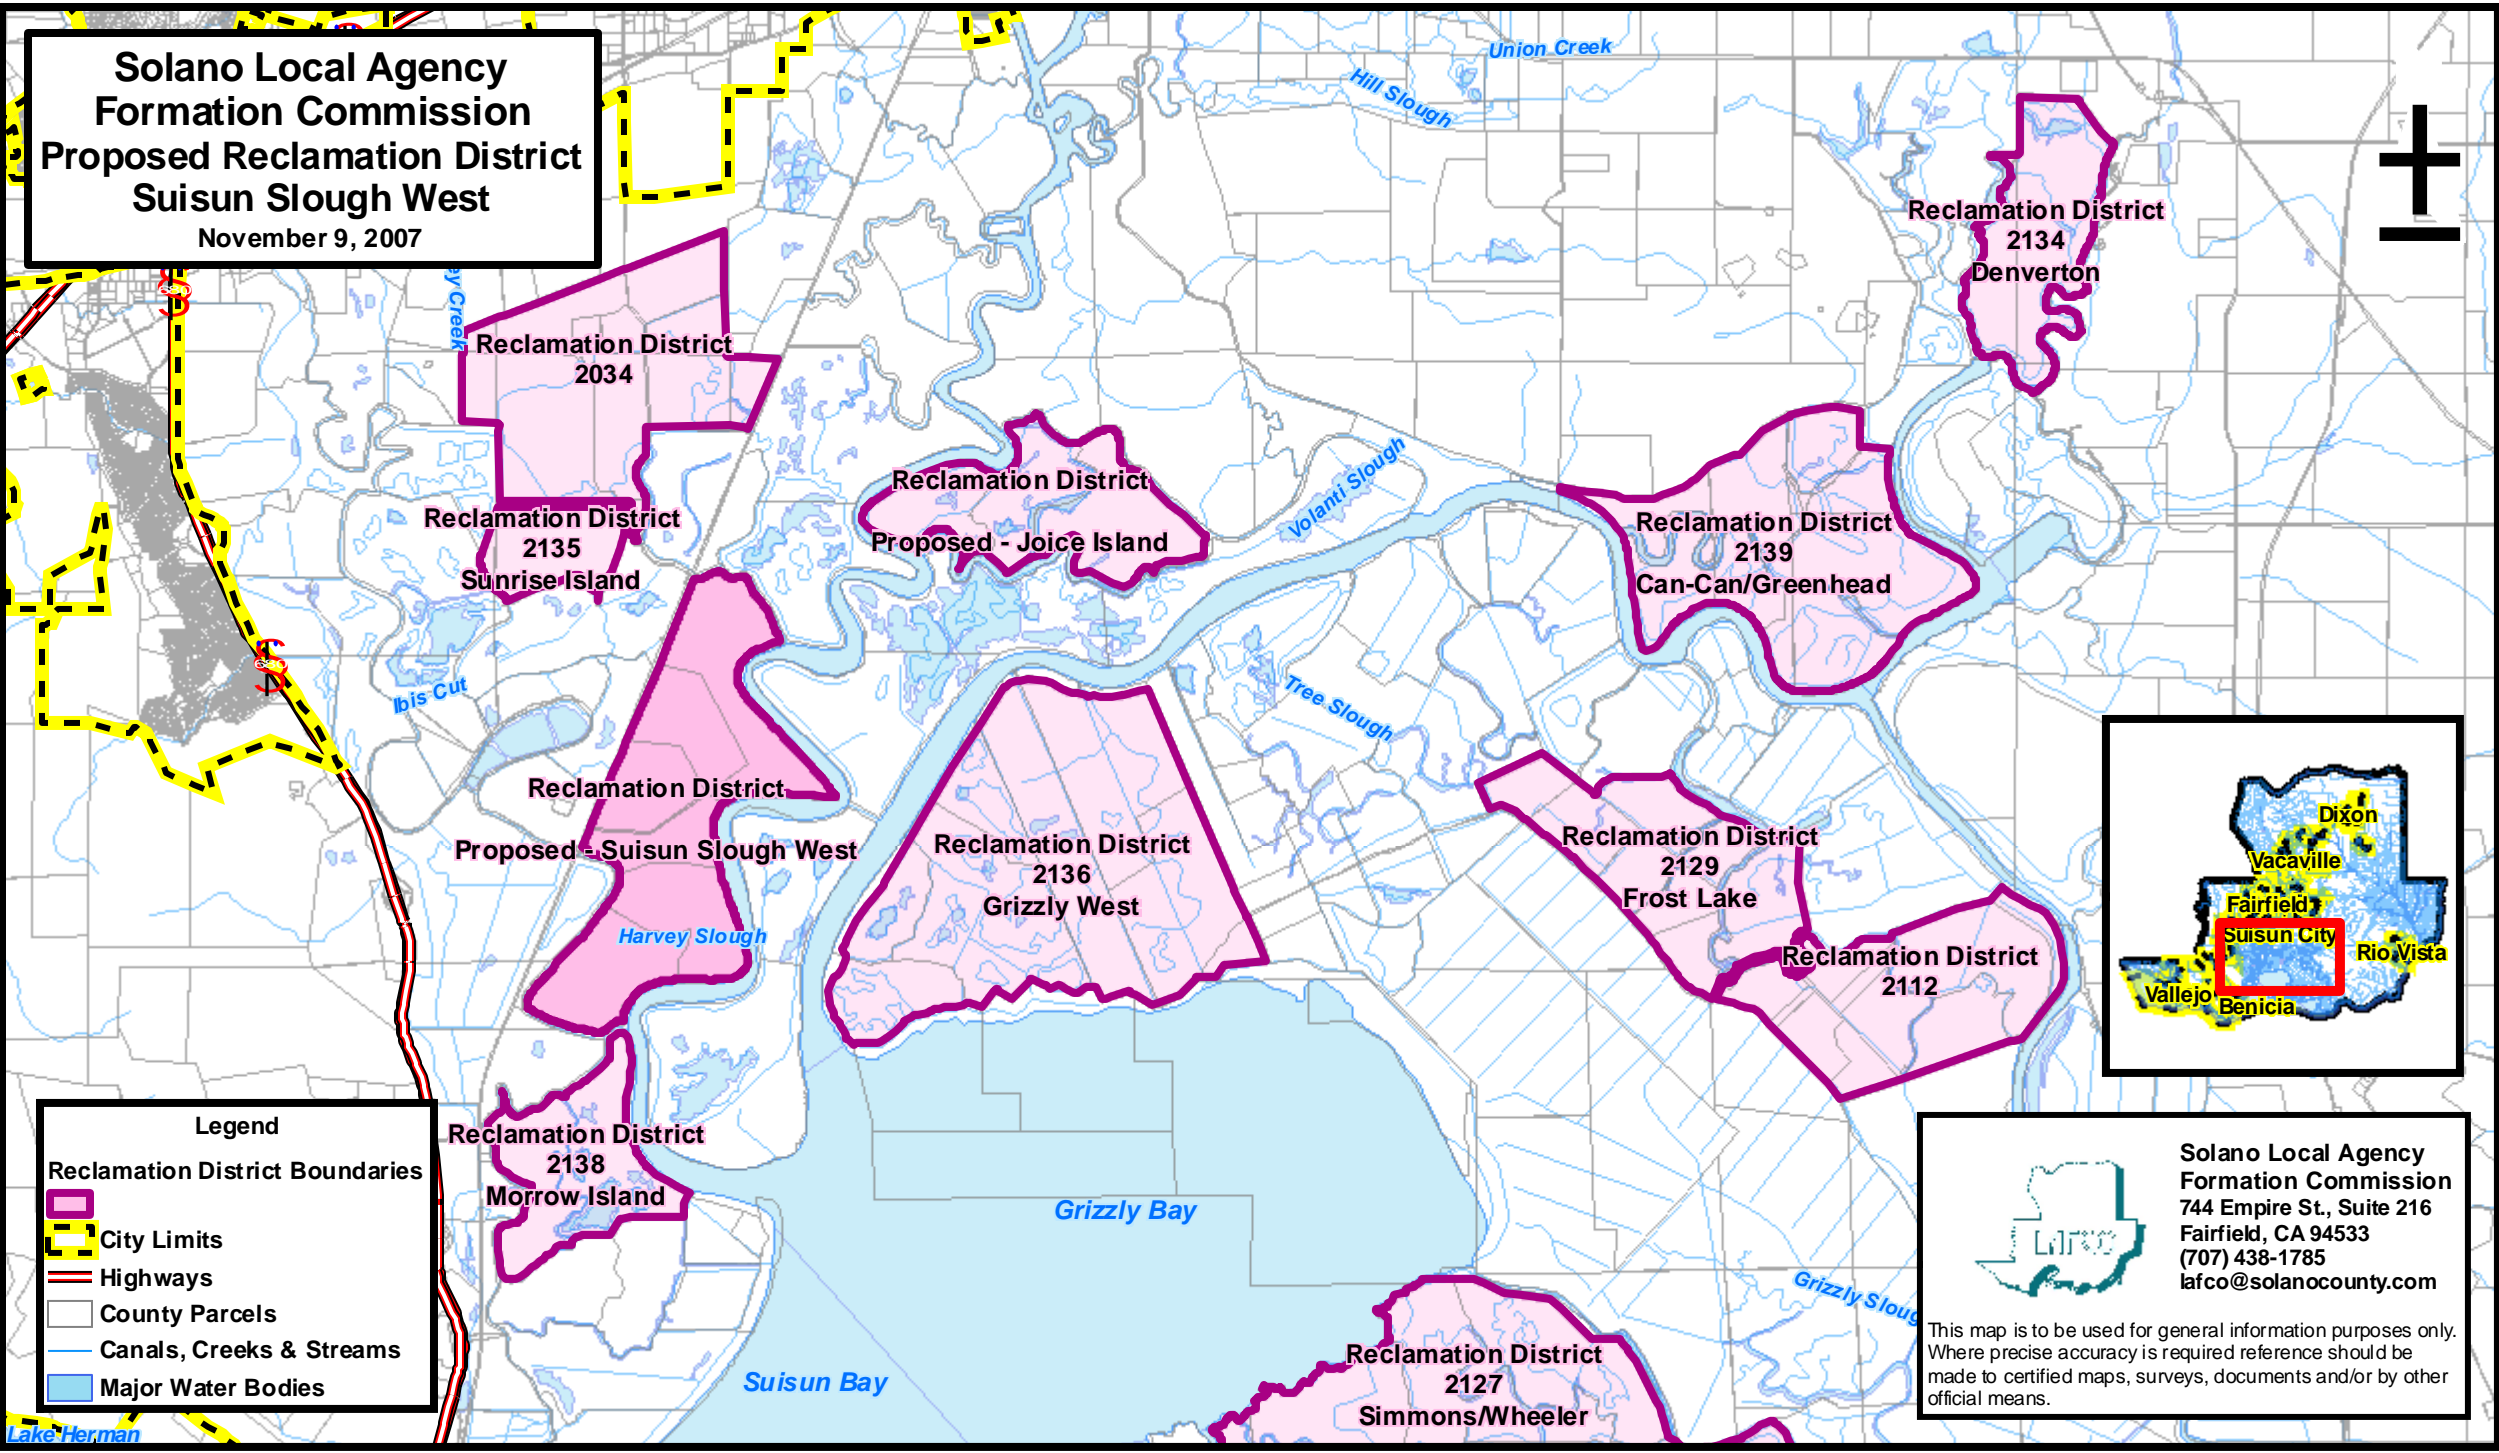 Solano Local Agency
Formation Commission
Proposed Reclamation District
Suisun Slough West
November 9, 2007
Union Creek
Hill Slough
ey Creek
Reclamation District
2134
Denverton
Reclamation District
2034
Reclamation District
Proposed - Joice Island
Volanti Slough
Reclamation District
2135
Sunrise Island
Reclamation District
2139
Can-Can/Greenhead
Ibis Cut
Tree Slough
Reclamation District
Proposed - Suisun Slough West
Harvey Slough
Reclamation District
2136
Grizzly West
Reclamation District
2129
Frost Lake
Reclamation District
2112
Dixon
Vacaville
Fairfield
Suisun City
Rio Vista
Vallejo
Benicia
Reclamation District
2138
Morrow Island
Grizzly Bay
Suisun Bay
Grizzly Sloug
Reclamation District
2127
Simmons/Wheeler
Lake Herman
Legend
Reclamation District Boundaries
City Limits
Highways
County Parcels
Canals, Creeks & Streams
Major Water Bodies
LAFCO
Solano Local Agency
Formation Commission
744 Empire St., Suite 216
Fairfield, CA 94533
(707) 438-1785
lafco@solanocounty.com
This map is to be used for general information purposes only.
Where precise accuracy is required reference should be
made to certified maps, surveys, documents and/or by other
official means.